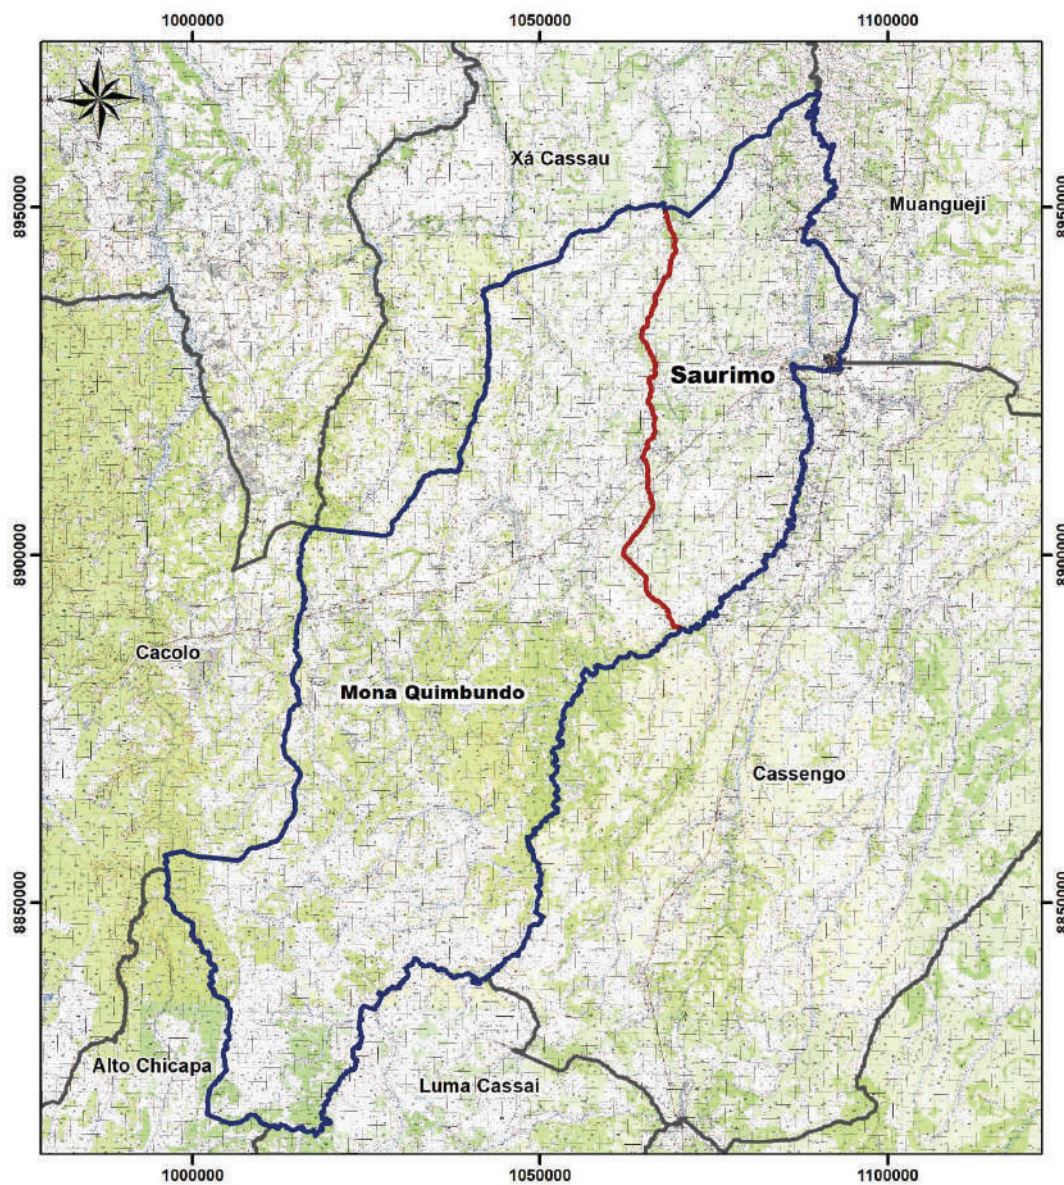 1000000 1050000 1100000
N
Xá Cassau
Muangueji
8950000 8950000
Saurimo
8900000 8900000
Cacolo
Mona Quimbundo
Cassengo
8850000 8850000
Alto Chicapa
Luma Cassai
1000000 1050000 1100000